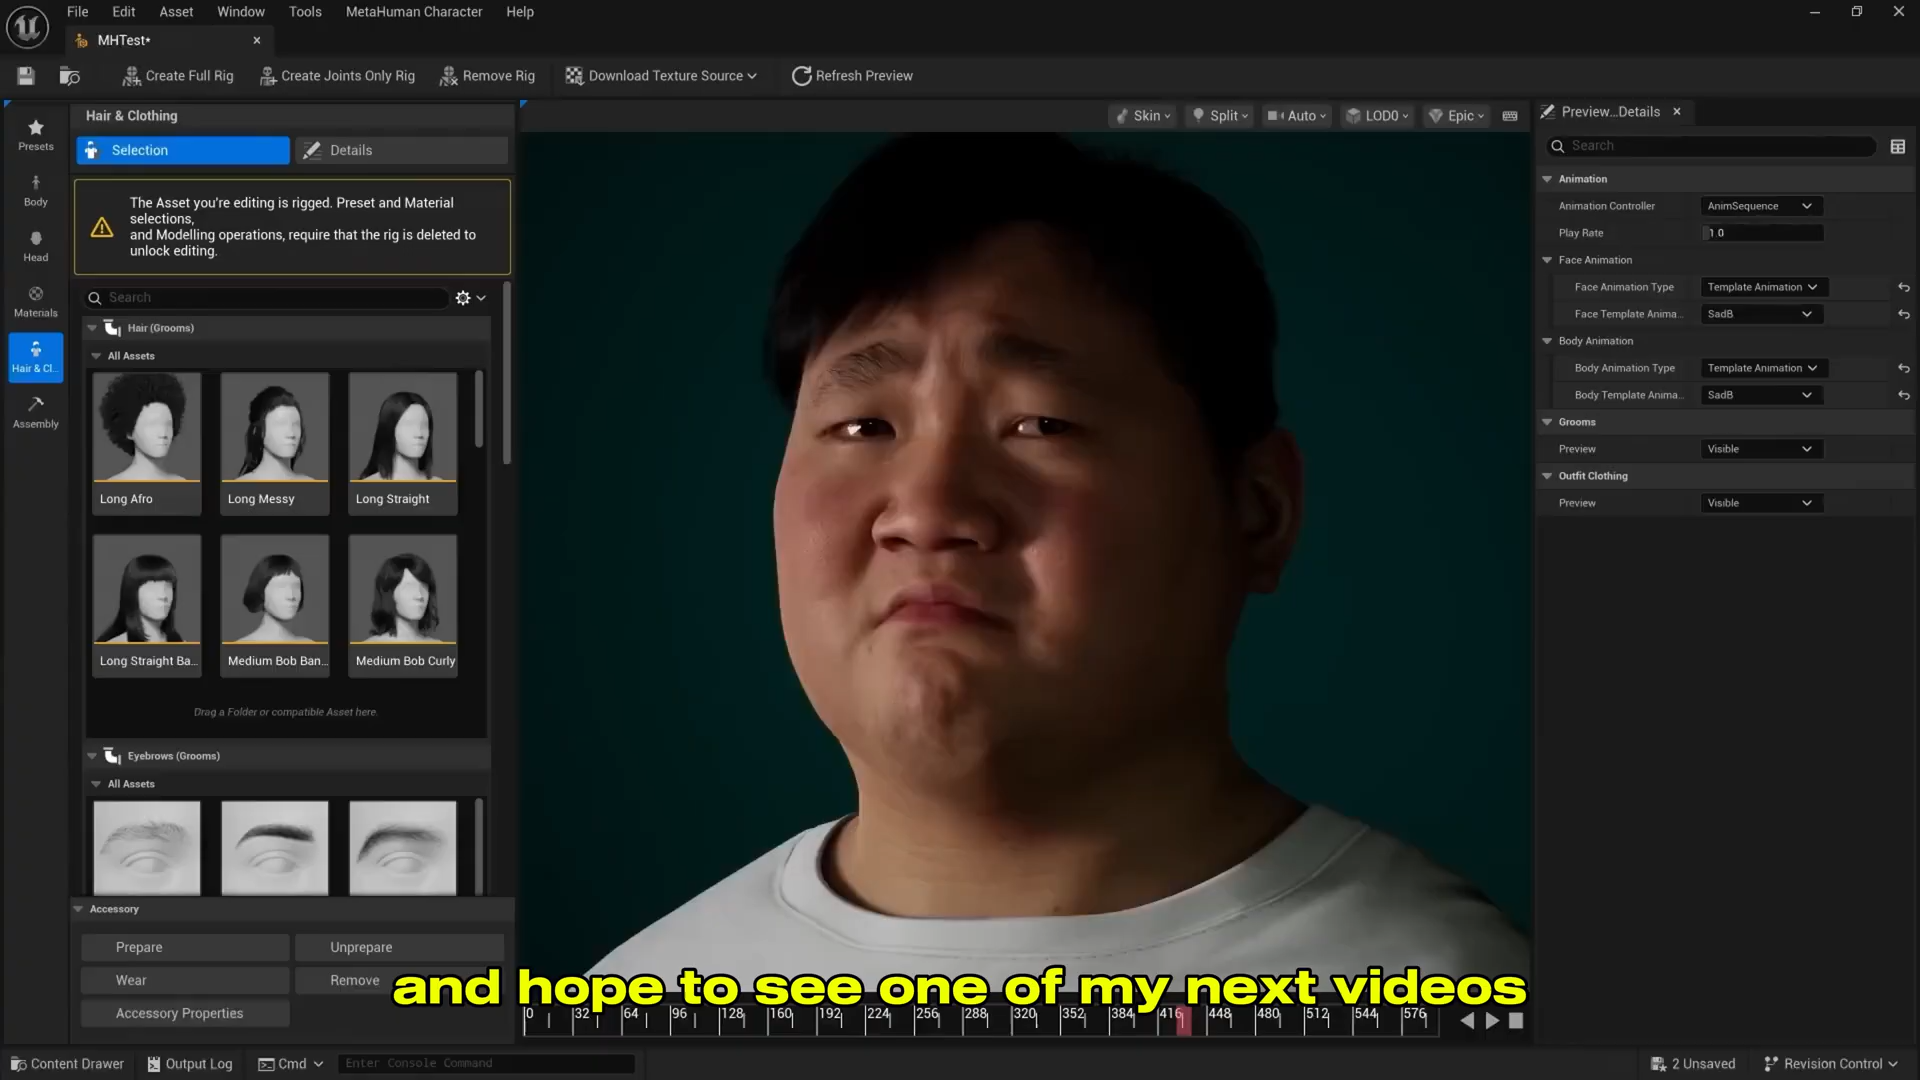 File Edit Asset Window Tools MetaHuman Character Help
MHTest*
Create Full Rig Create Joints Only Rig Remove Rig Download Texture Source Refresh Preview
Hair & Clothing
Selection Details
The Asset you're editing is rigged. Preset and Material
selections,
and Modelling operations, require that the rig is deleted to
unlock editing.
Search
Hair (Grooms)
All Assets
Long Afro Long Messy Long Straight
Long Straight Ba... Medium Bob Ban... Medium Bob Curly
Drag a Folder or compatible Asset here.
Eyebrows (Grooms)
All Assets
Accessory
Prepare Unprepare
Wear Remove
Accessory Properties
Presets
Body
Head
Materials
Hair & Cl...
Assembly
Skin Split Auto LOD0 Epic
Preview...Details
Search
Animation
Animation Controller AnimSequence
Play Rate 1.0
Face Animation
Face Animation Type Template Animation
Face Template Anima... SadB
Body Animation
Body Animation Type Template Animation
Body Template Anima... SadB
Grooms
Preview Visible
Outfit Clothing
Preview Visible
and hope to see one of my next videos
0 32 64 96 128 160 192 224 256 288 320 352 384 416 448 480 512 544 576
Content Drawer Output Log Cmd Enter Console Command 2 Unsaved Revision Control